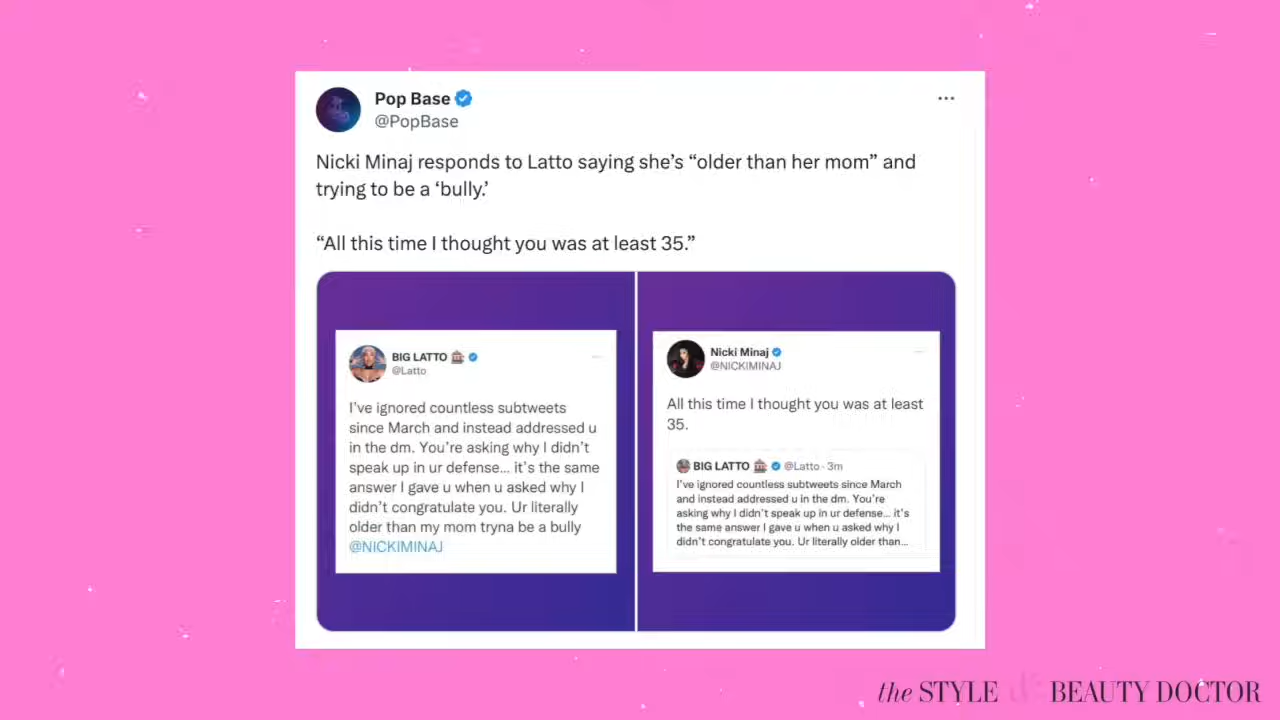 Pop Base
@PopBase
Nicki Minaj responds to Latto saying she’s “older than her mom” and
trying to be a ‘bully.’
“All this time I thought you was at least 35.”
BIG LATTO 🎰
@Latto
I’ve ignored countless subtweets
since March and instead addressed u
in the dm. You’re asking why I didn’t
speak up in ur defense... it’s the same
answer I gave u when u asked why I
didn’t congratulate you. Ur literally
older than my mom tryna be a bully
@NICKIMINAJ
Nicki Minaj
@NICKIMINAJ
All this time I thought you was at least
35.
BIG LATTO 🎰 @Latto · 3m
I’ve ignored countless subtweets since March
and instead addressed u in the dm. You’re
asking why I didn’t speak up in ur defense... it’s
the same answer I gave u when u asked why I
didn’t congratulate you. Ur literally older than...
the STYLE & BEAUTY DOCTOR